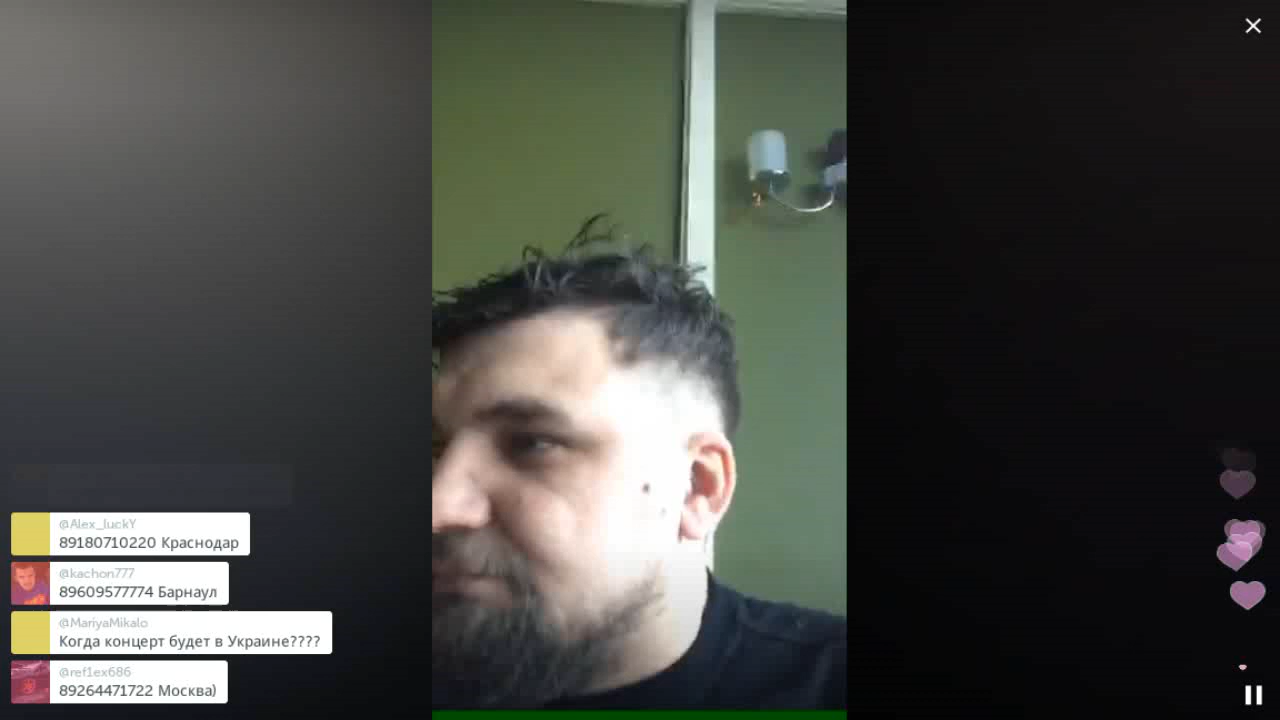 @Alex_luckY
89180710220 Краснодар
@kachon777
89609577774 Барнаул
@MariyaMikalo
Когда концерт будет в Украине????
@ref1ex686
89264471722 Москва)